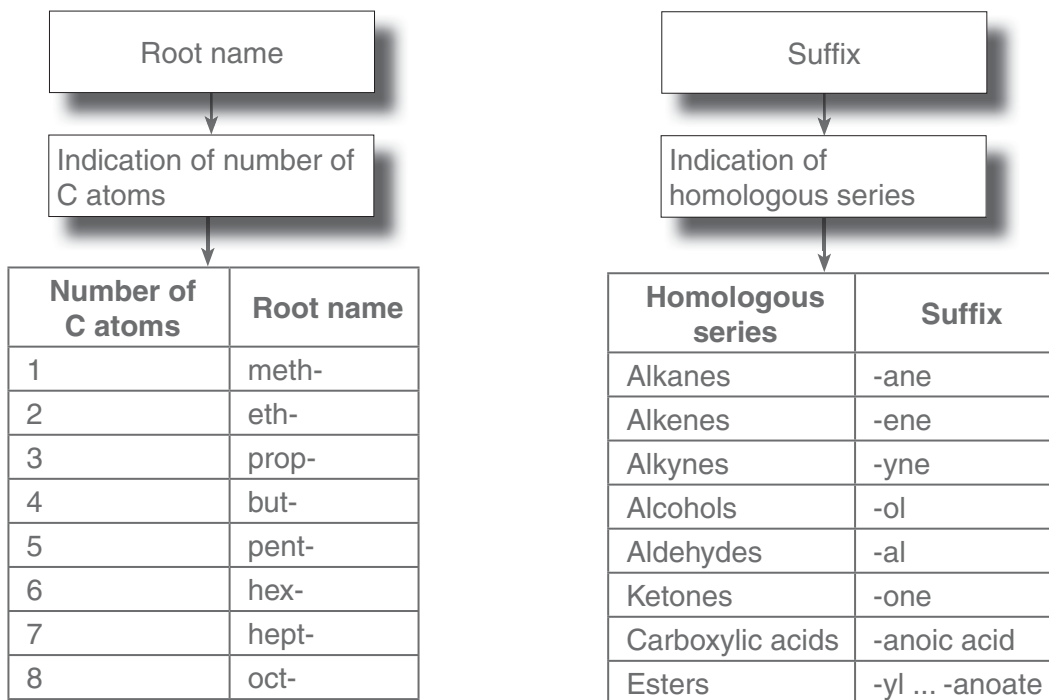 Root name
Indication of number of
C atoms
Number of
C atoms
Root name
1
meth-
2
eth-
3
prop-
4
but-
5
pent-
6
hex-
7
hept-
8
oct-
Suffix
Indication of
homologous series
Homologous
series
Suffix
Alkanes
-ane
Alkenes
-ene
Alkynes
-yne
Alcohols
-ol
Aldehydes
-al
Ketones
-one
Carboxylic acids
-anoic acid
Esters
-yl ... -anoate